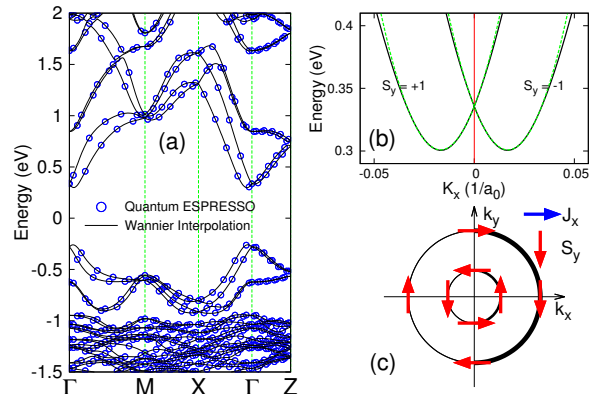 2
1.5
1
0.5
0
-0.5
-1
-1.5
Energy (eV)
(a)
Quantum ESPRESSO
Wannier Interpolation
Γ M X Γ Z
0.4
0.35
0.3
Energy (eV)
S_y = +1
S_y = -1
(b)
-0.05 0 0.05
K_x (1/a_0)
k_y
J_x
S_y
k_x
(c)